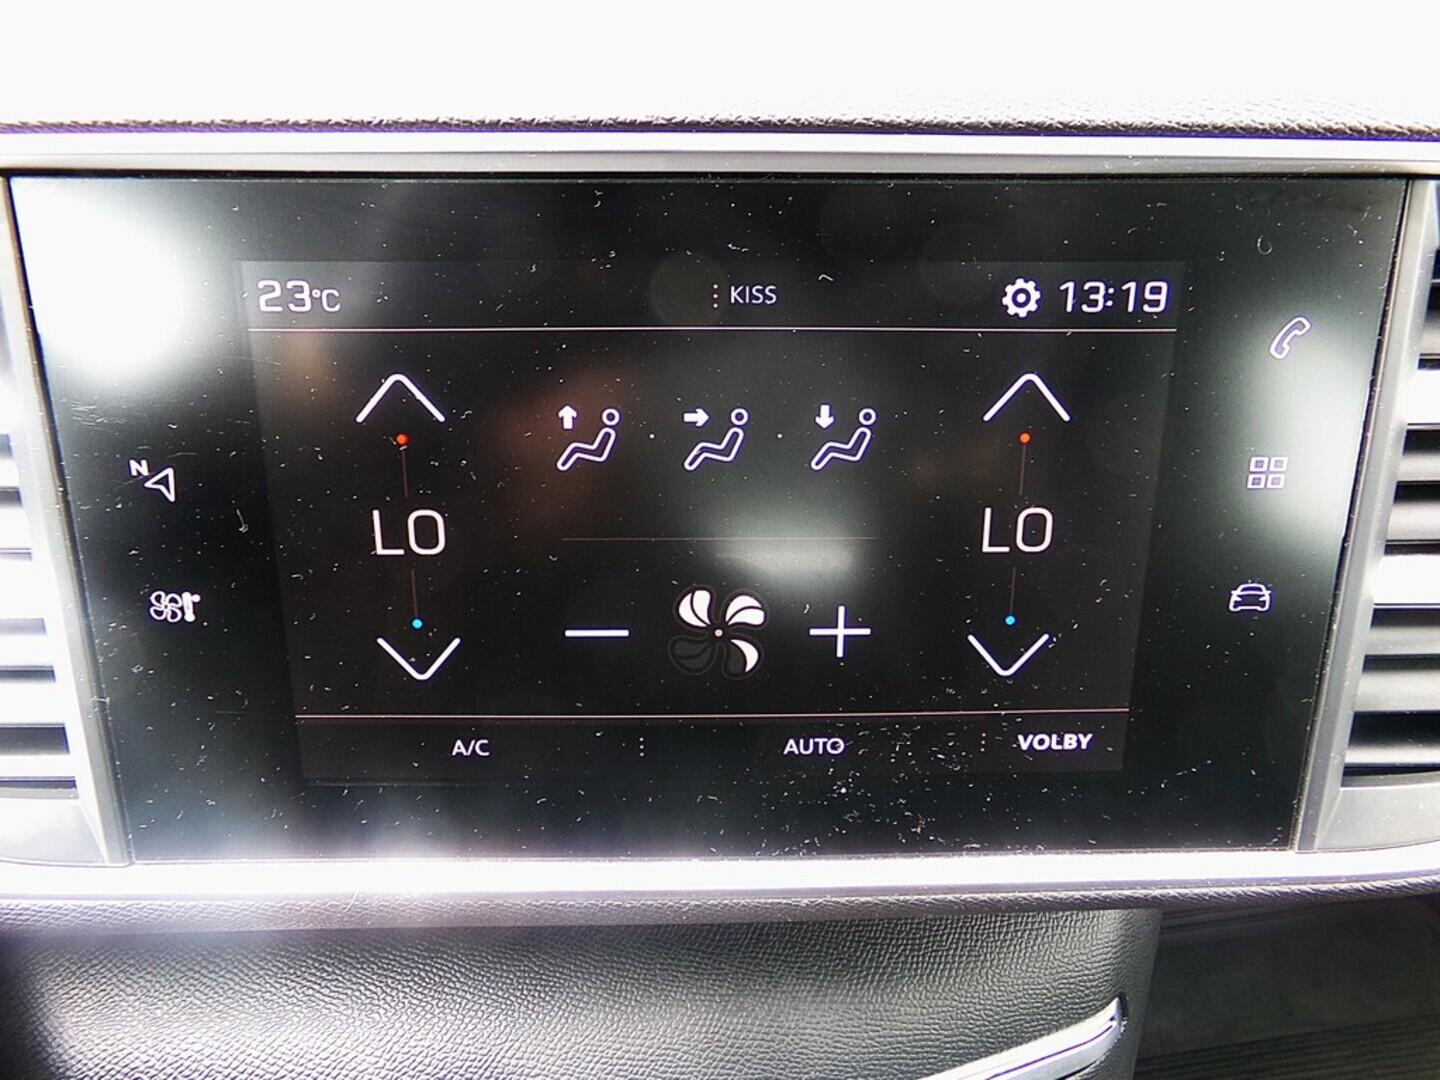 23°C KISS 13:19
N
LO LO
A/C AUTO VOLBY